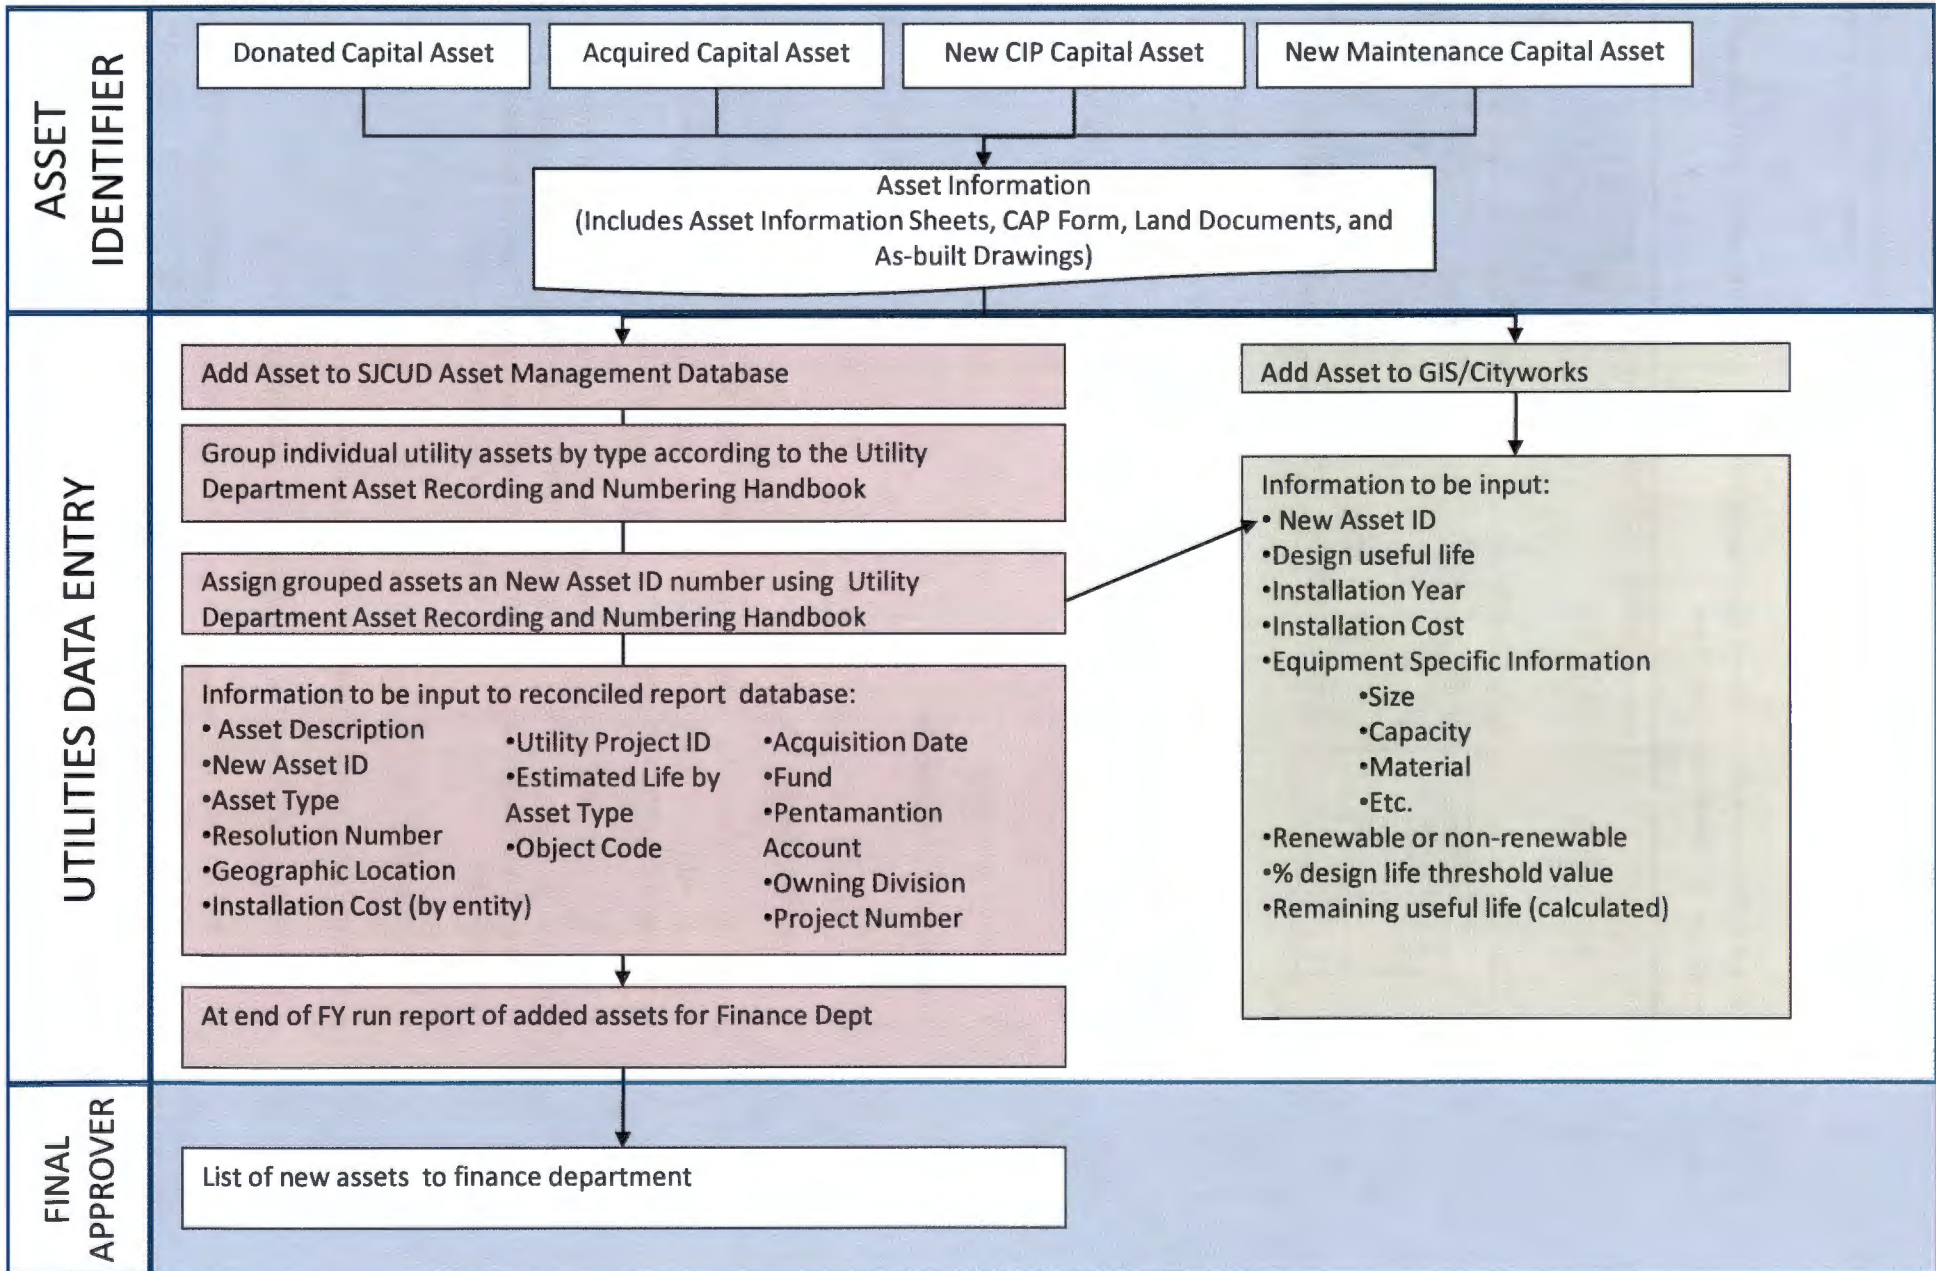 ASSET
IDENTIFIER
Donated Capital Asset
Acquired Capital Asset
New CIP Capital Asset
New Maintenance Capital Asset
Asset Information
(Includes Asset Information Sheets, CAP Form, Land Documents, and
As-built Drawings)
UTILITIES DATA ENTRY
Add Asset to SJCUD Asset Management Database
Group individual utility assets by type according to the Utility
Department Asset Recording and Numbering Handbook
Assign grouped assets an New Asset ID number using Utility
Department Asset Recording and Numbering Handbook
Information to be input to reconciled report database:
• Asset Description
•New Asset ID
•Asset Type
•Resolution Number
•Geographic Location
•Installation Cost (by entity)
•Utility Project ID
•Estimated Life by
Asset Type
•Object Code
•Acquisition Date
•Fund
•Pentamantion
Account
•Owning Division
•Project Number
At end of FY run report of added assets for Finance Dept
Add Asset to GIS/Cityworks
Information to be input:
• New Asset ID
•Design useful life
•Installation Year
•Installation Cost
•Equipment Specific Information
•Size
•Capacity
•Material
•Etc.
•Renewable or non-renewable
•% design life threshold value
•Remaining useful life (calculated)
FINAL
APPROVER
List of new assets to finance department